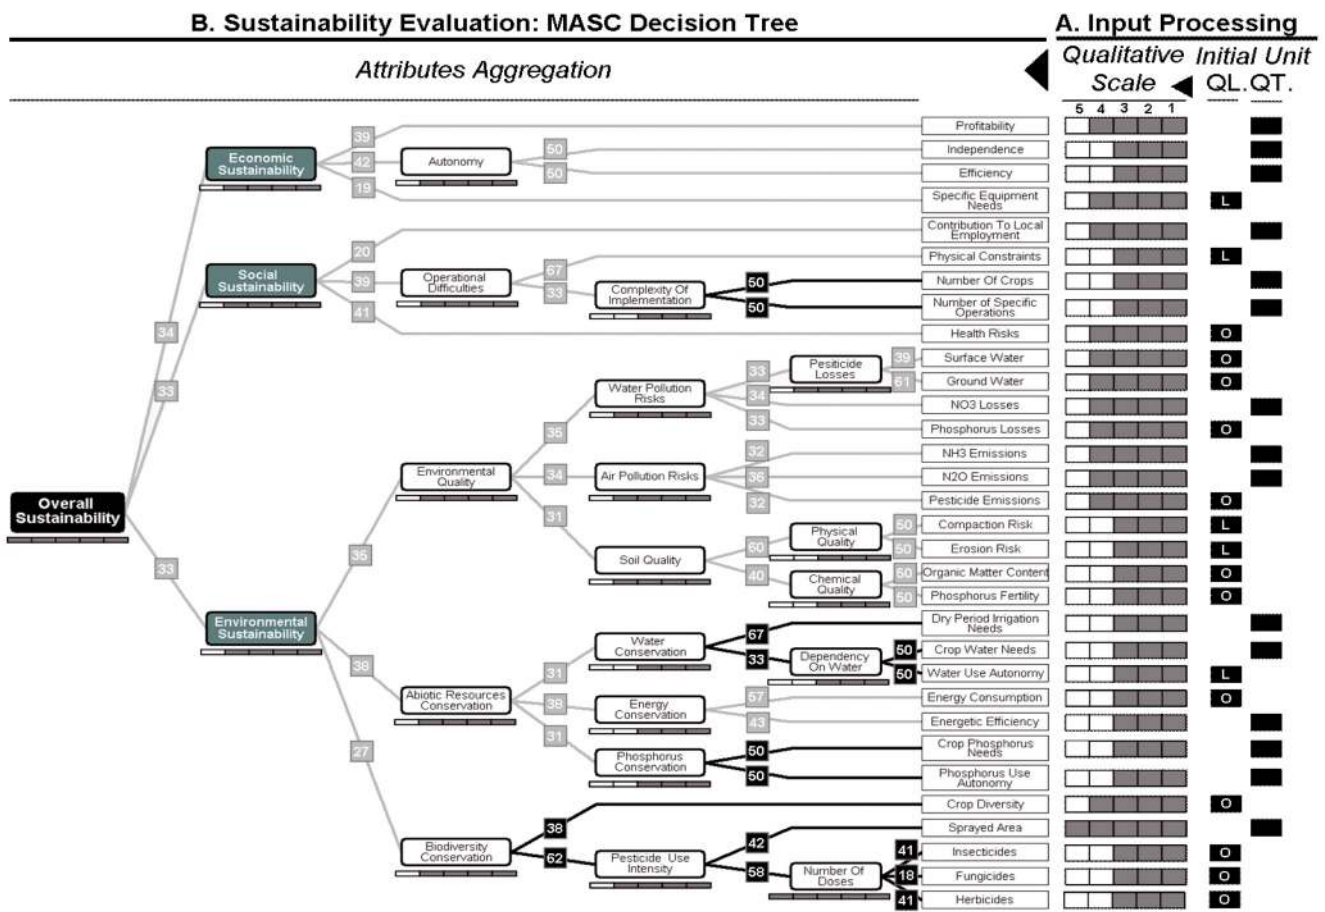 B. Sustainability Evaluation: MASC Decision Tree
A. Input Processing
Attributes Aggregation
Qualitative
Scale
Initial Unit
QL. QT.
5 4 3 2 1
Overall
Sustainability
34
33
33
Economic
Sustainability
39
42
19
Autonomy
50
50
Social
Sustainability
20
39
41
Operational
Difficulties
67
33
Complexity Of
Implementation
50
50
Environmental
Sustainability
35
38
27
Environmental
Quality
35
34
31
Water Pollution
Risks
33
34
33
Pesiticide
Losses
39
61
Air Pollution Risks
32
36
32
Soil Quality
60
40
Physical
Quality
50
50
Chemical
Quality
50
50
Abiotic Resources
Conservation
31
38
31
Water
Conservation
67
33
Dependency
On Water
50
50
Energy
Conservation
43
Phosphorus
Conservation
50
50
Biodiversity
Conservation
38
62
Pesticide Use
Intensity
42
58
Number Of
Doses
41
18
41
Profitability
Independence
Efficiency
Specific Equipment
Needs
L
Contribution To Local
Employment
Physical Constraints
L
Number Of Crops
Number of Specific
Operations
Health Risks
O
Surface Water
O
Ground Water
O
NO3 Losses
Phosphorus Losses
O
NH3 Emissions
N2O Emissions
Pesticide Emissions
O
Compaction Risk
L
Erosion Risk
L
Organic Matter Content
O
Phosphorus Fertility
O
Dry Period Irrigation
Needs
Crop Water Needs
Water Use Autonomy
L
Energy Consumption
O
Energetic Efficiency
Crop Phosphorus
Needs
Phosphorus Use
Autonomy
Crop Diversity
O
Sprayed Area
Insecticides
O
Fungicides
O
Herbicides
O